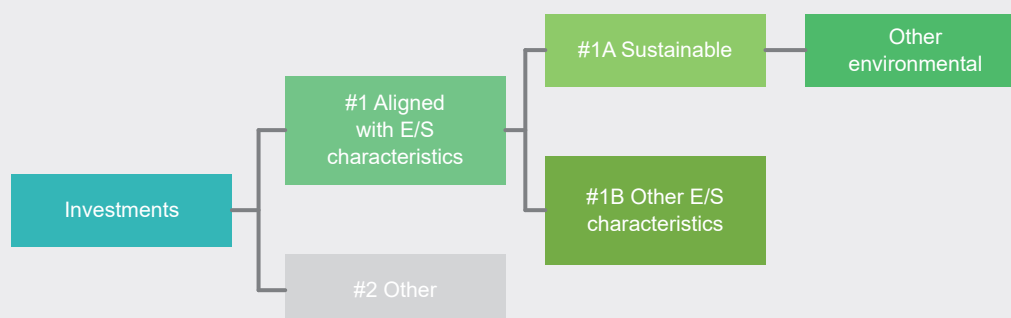 Investments
#1 Aligned
with E/S
characteristics
#2 Other
#1A Sustainable
#1B Other E/S
characteristics
Other
environmental